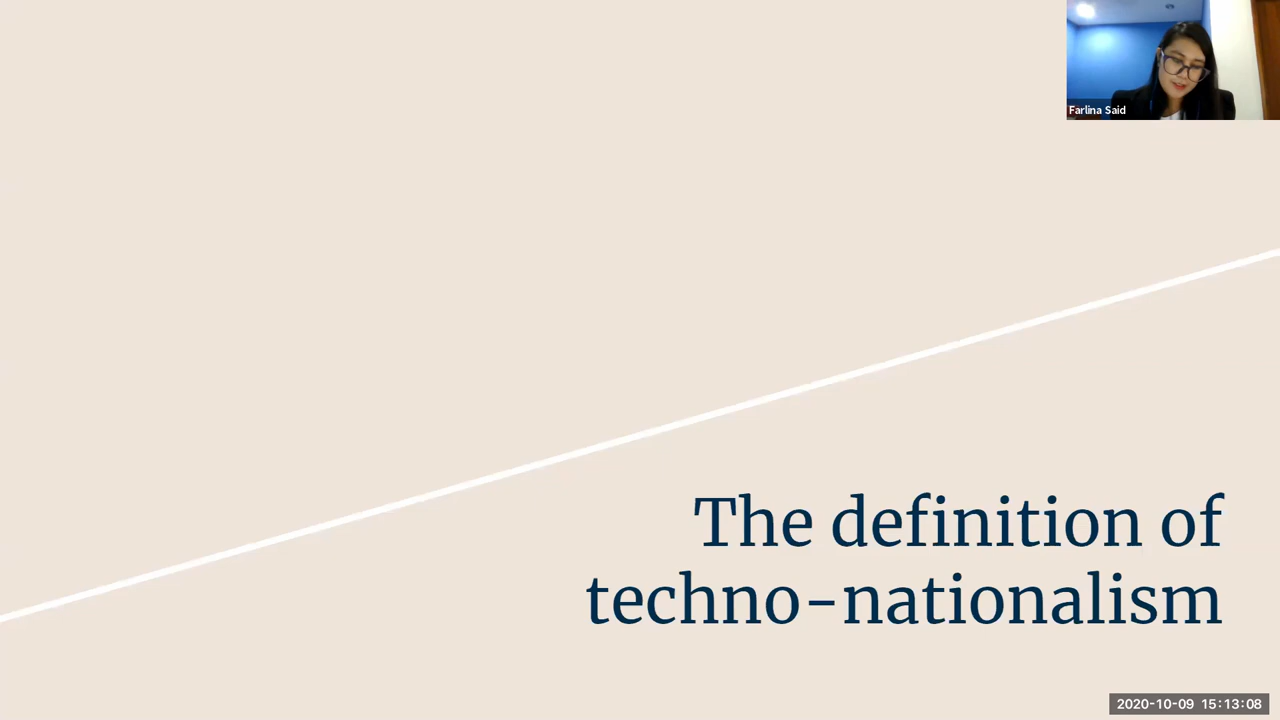 Farlina Said
The definition of
techno-nationalism
2020-10-09 15:13:08